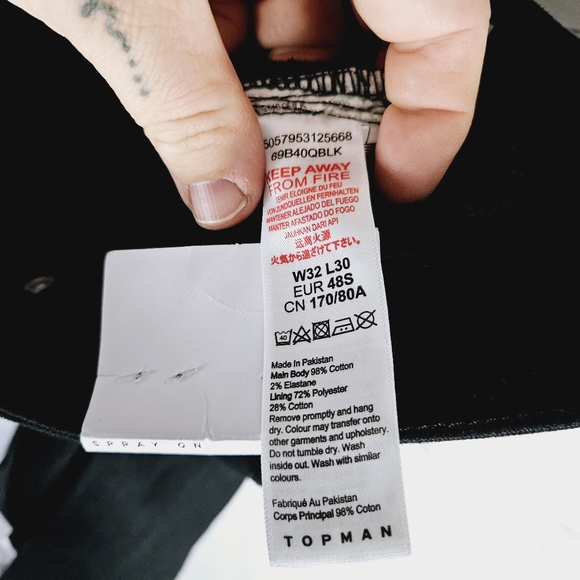 5057953125668
69B40QBLK
KEEP AWAY
FROM FIRE
TENIR ELOIGNE DU FEU
VON ZUNDQUELLEN FERNHALTEN
MANTENER ALEJADO DEL FUEGO
MANTER AFASTADO DO FOGO
JAUHKAN DARI API
远离火源
火気から遠ざけて下さい。
W32 L30
EUR 48S
CN 170/80A
40
Made In Pakistan
Main Body 98% Cotton
2% Elastane
Lining 72% Polyester
28% Cotton
Remove promptly and hang
dry. Colour may transfer onto
other garments and upholstery.
Do not tumble dry. Wash
inside out. Wash with similar
colours.
Fabriqué Au Pakistan
Corps Principal 98% Coton
TOPMAN
SPRAY ON